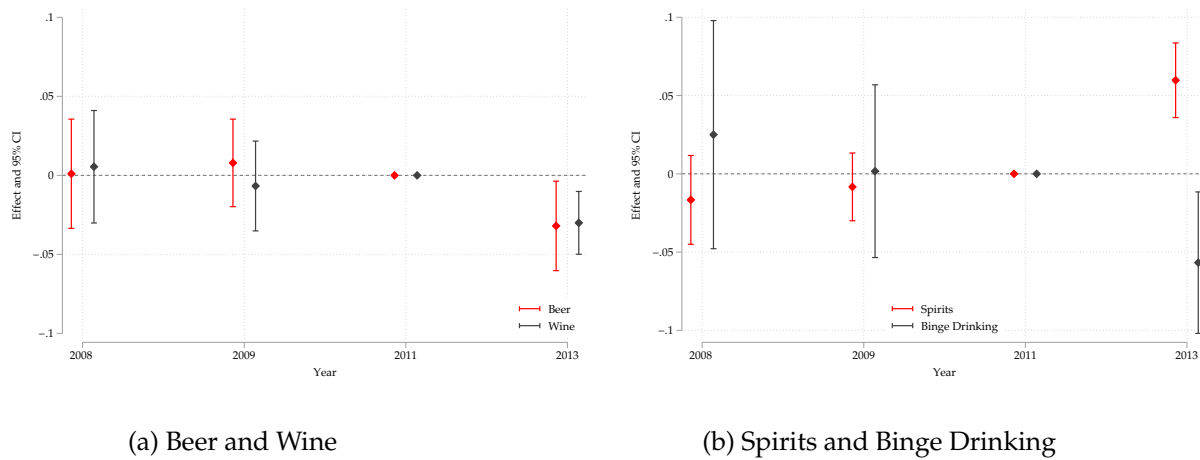 .1
.05
0
−.05
−.1
Effect and 95% CI
Beer
Wine
2008
2009
2011
2013
Year
(a) Beer and Wine
.1
.05
0
−.05
−.1
Effect and 95% CI
Spirits
Binge Drinking
2008
2009
2011
2013
Year
(b) Spirits and Binge Drinking